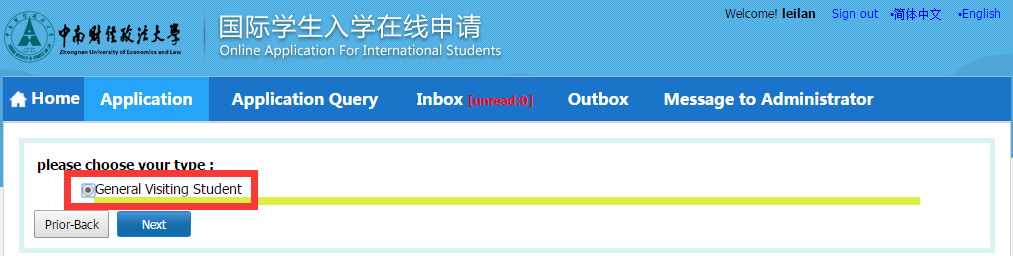 Welcome! leilan Sign out ▪简体中文 ▪English
中南财经政法大学
Zhongnan University of Economics and Law
国际学生入学在线申请
Online Application For International Students
Home Application Application Query Inbox [unread:0] Outbox Message to Administrator
please choose your type :
General Visiting Student
Prior-Back Next